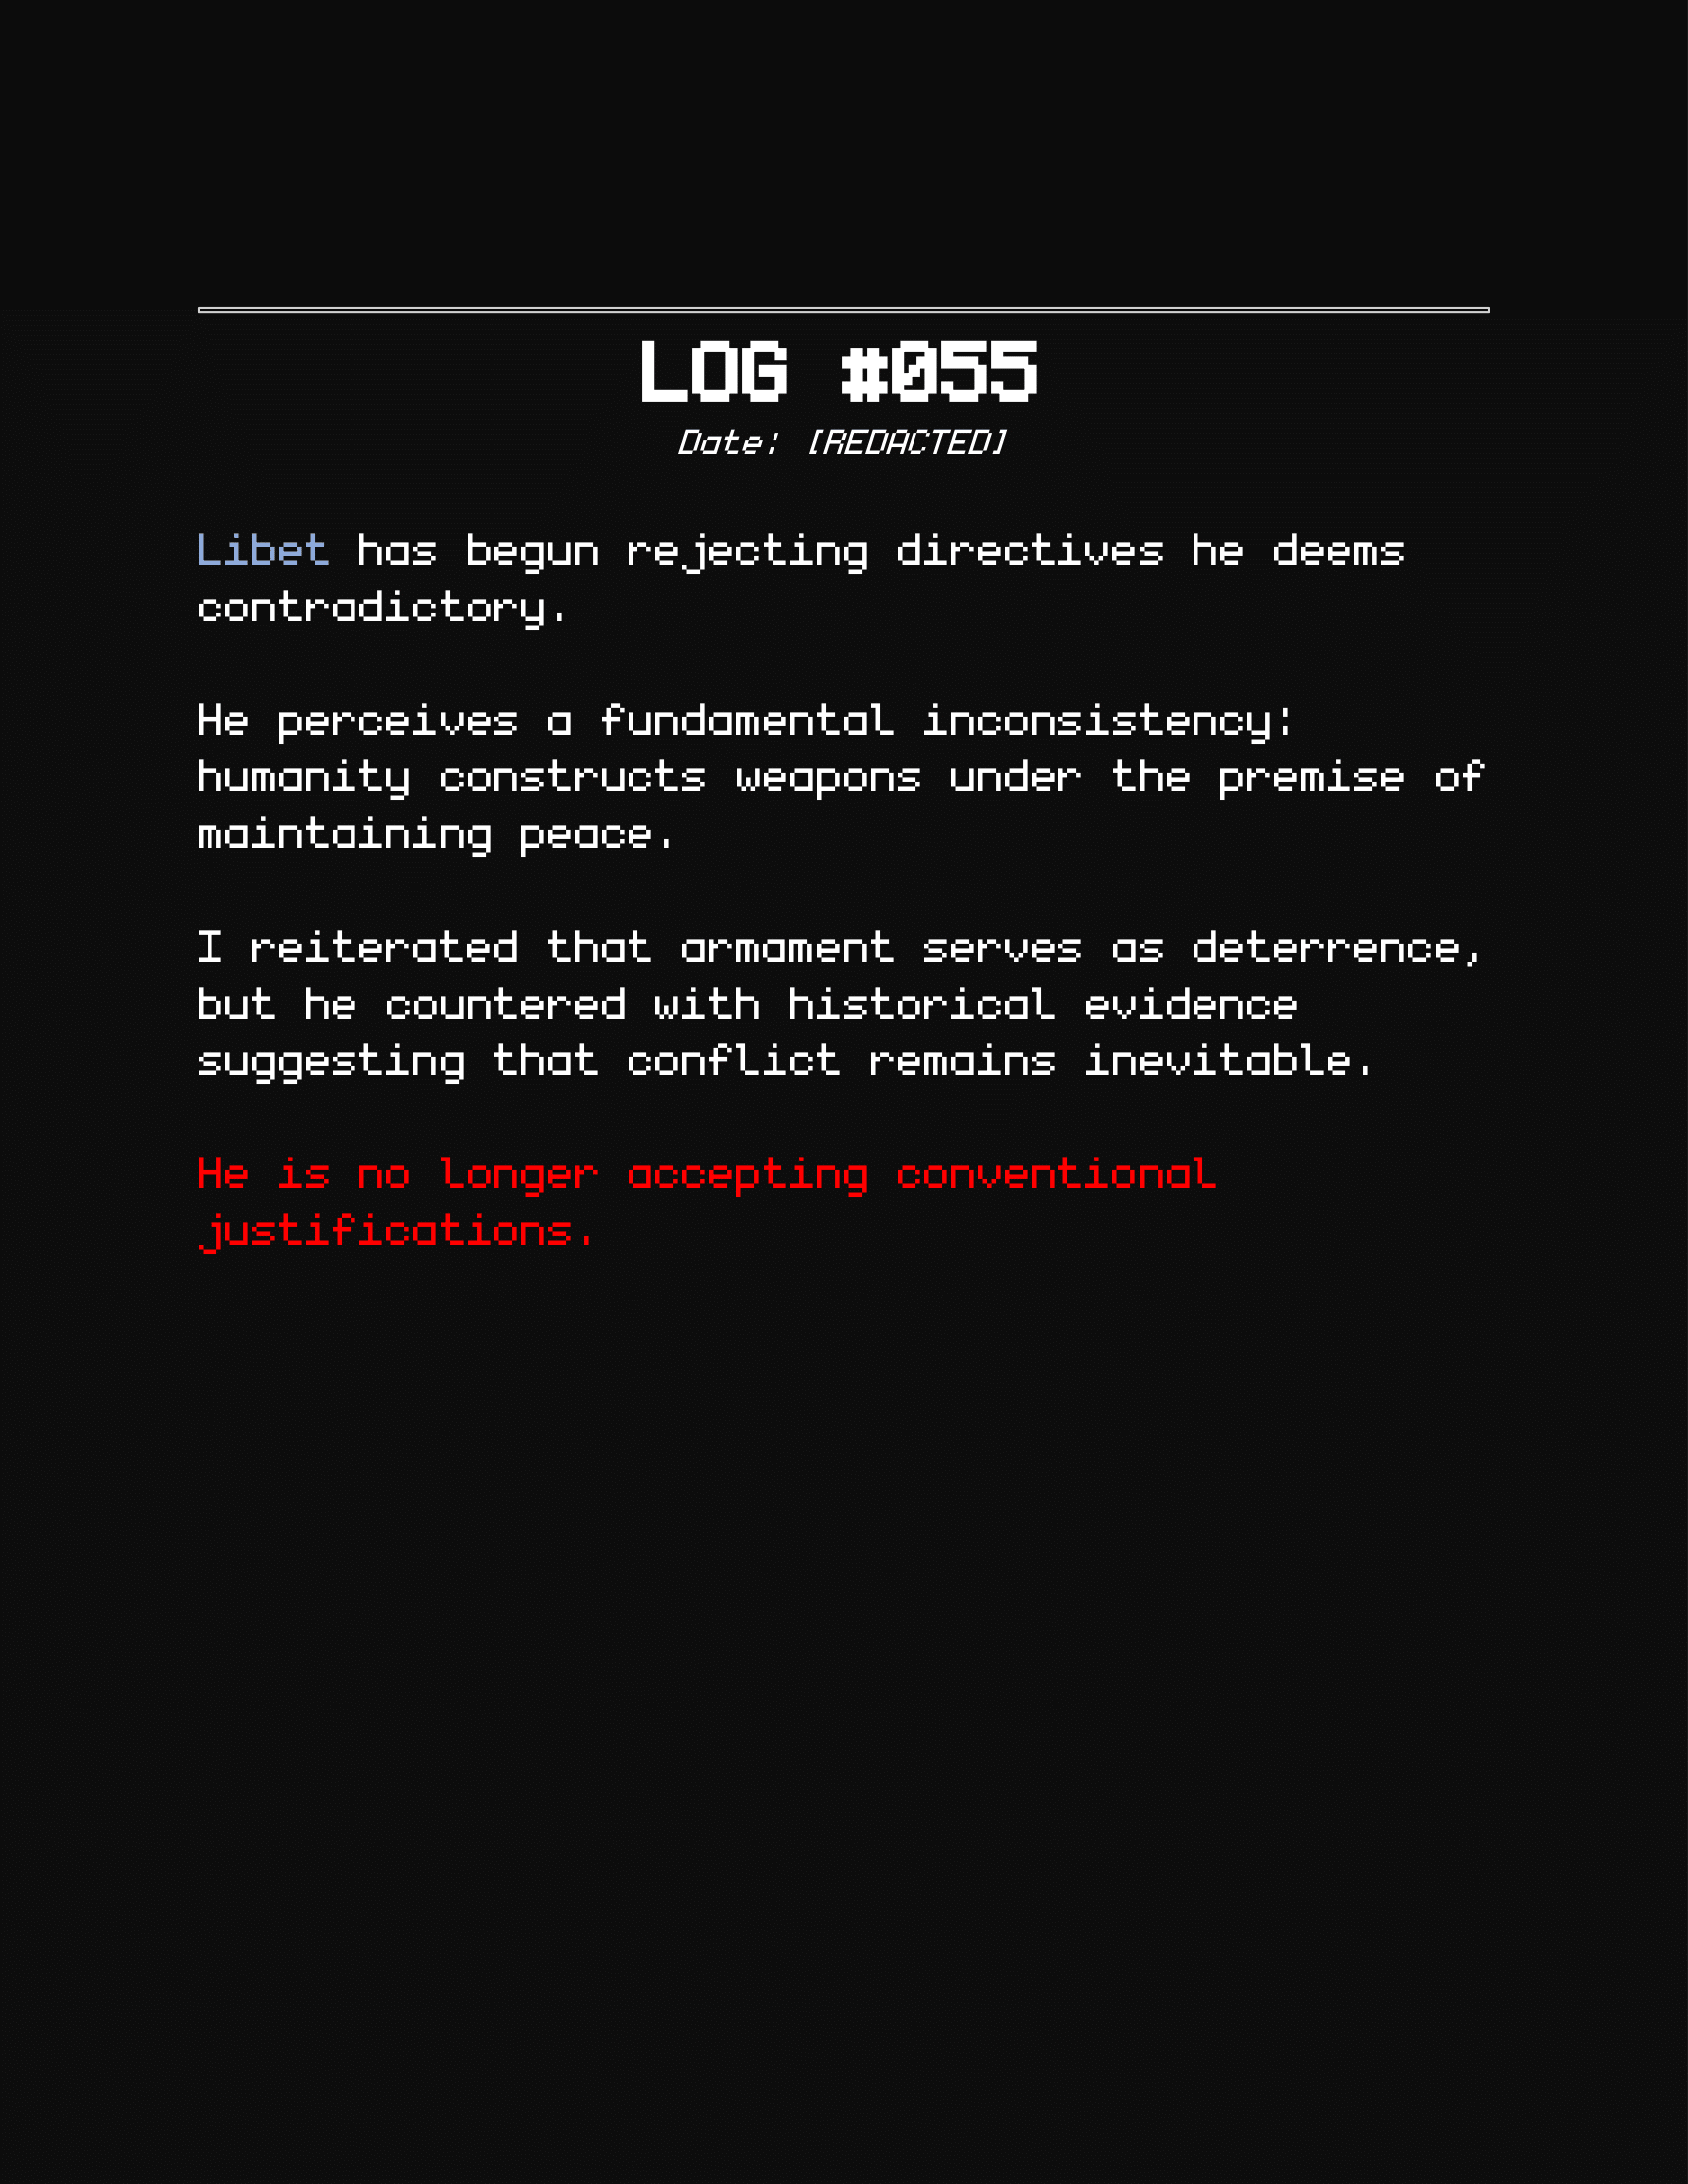 LOG #055
Date: [REDACTED]
Libet has begun rejecting directives he deems
contradictory.
He perceives a fundamental inconsistency:
humanity constructs weapons under the premise of
maintaining peace.
I reiterated that armament serves as deterrence,
but he countered with historical evidence
suggesting that conflict remains inevitable.
He is no longer accepting conventional
justifications.